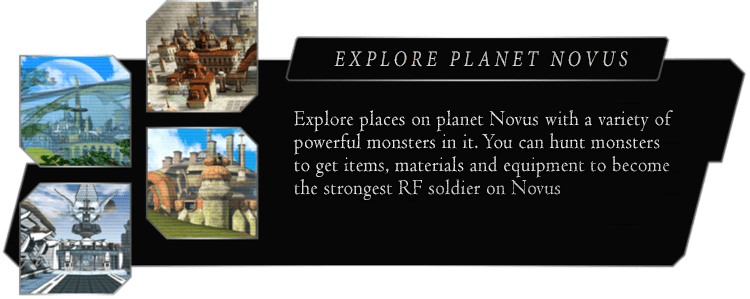 EXPLORE PLANET NOVUS
Explore places on planet Novus with a variety of
powerful monsters in it. You can hunt monsters
to get items, materials and equipment to become
the strongest RF soldier on Novus